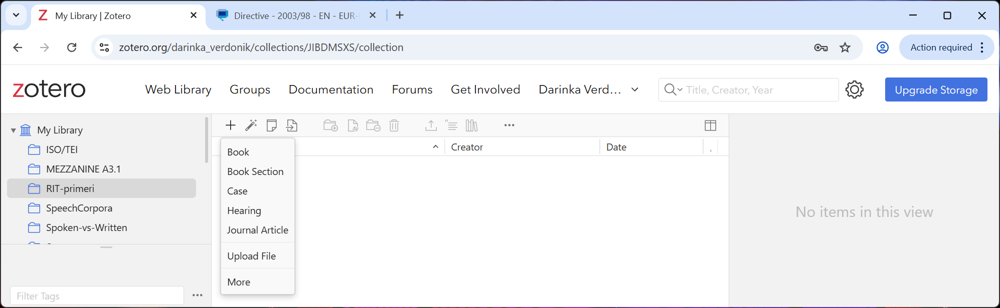 My Library | Zotero
Directive - 2003/98 - EN - EUR-
zotero.org/darinka_verdonik/collections/JIBDMSXS/collection
Action required
zotero
Web Library
Groups
Documentation
Forums
Get Involved
Darinka Verd...
Title, Creator, Year
Upgrade Storage
My Library
ISO/TEI
MEZZANINE A3.1
RIT-primeri
SpeechCorpora
Spoken-vs-Written
Filter Tags
Creator
Date
Book
Book Section
Case
Hearing
Journal Article
Upload File
More
No items in this view